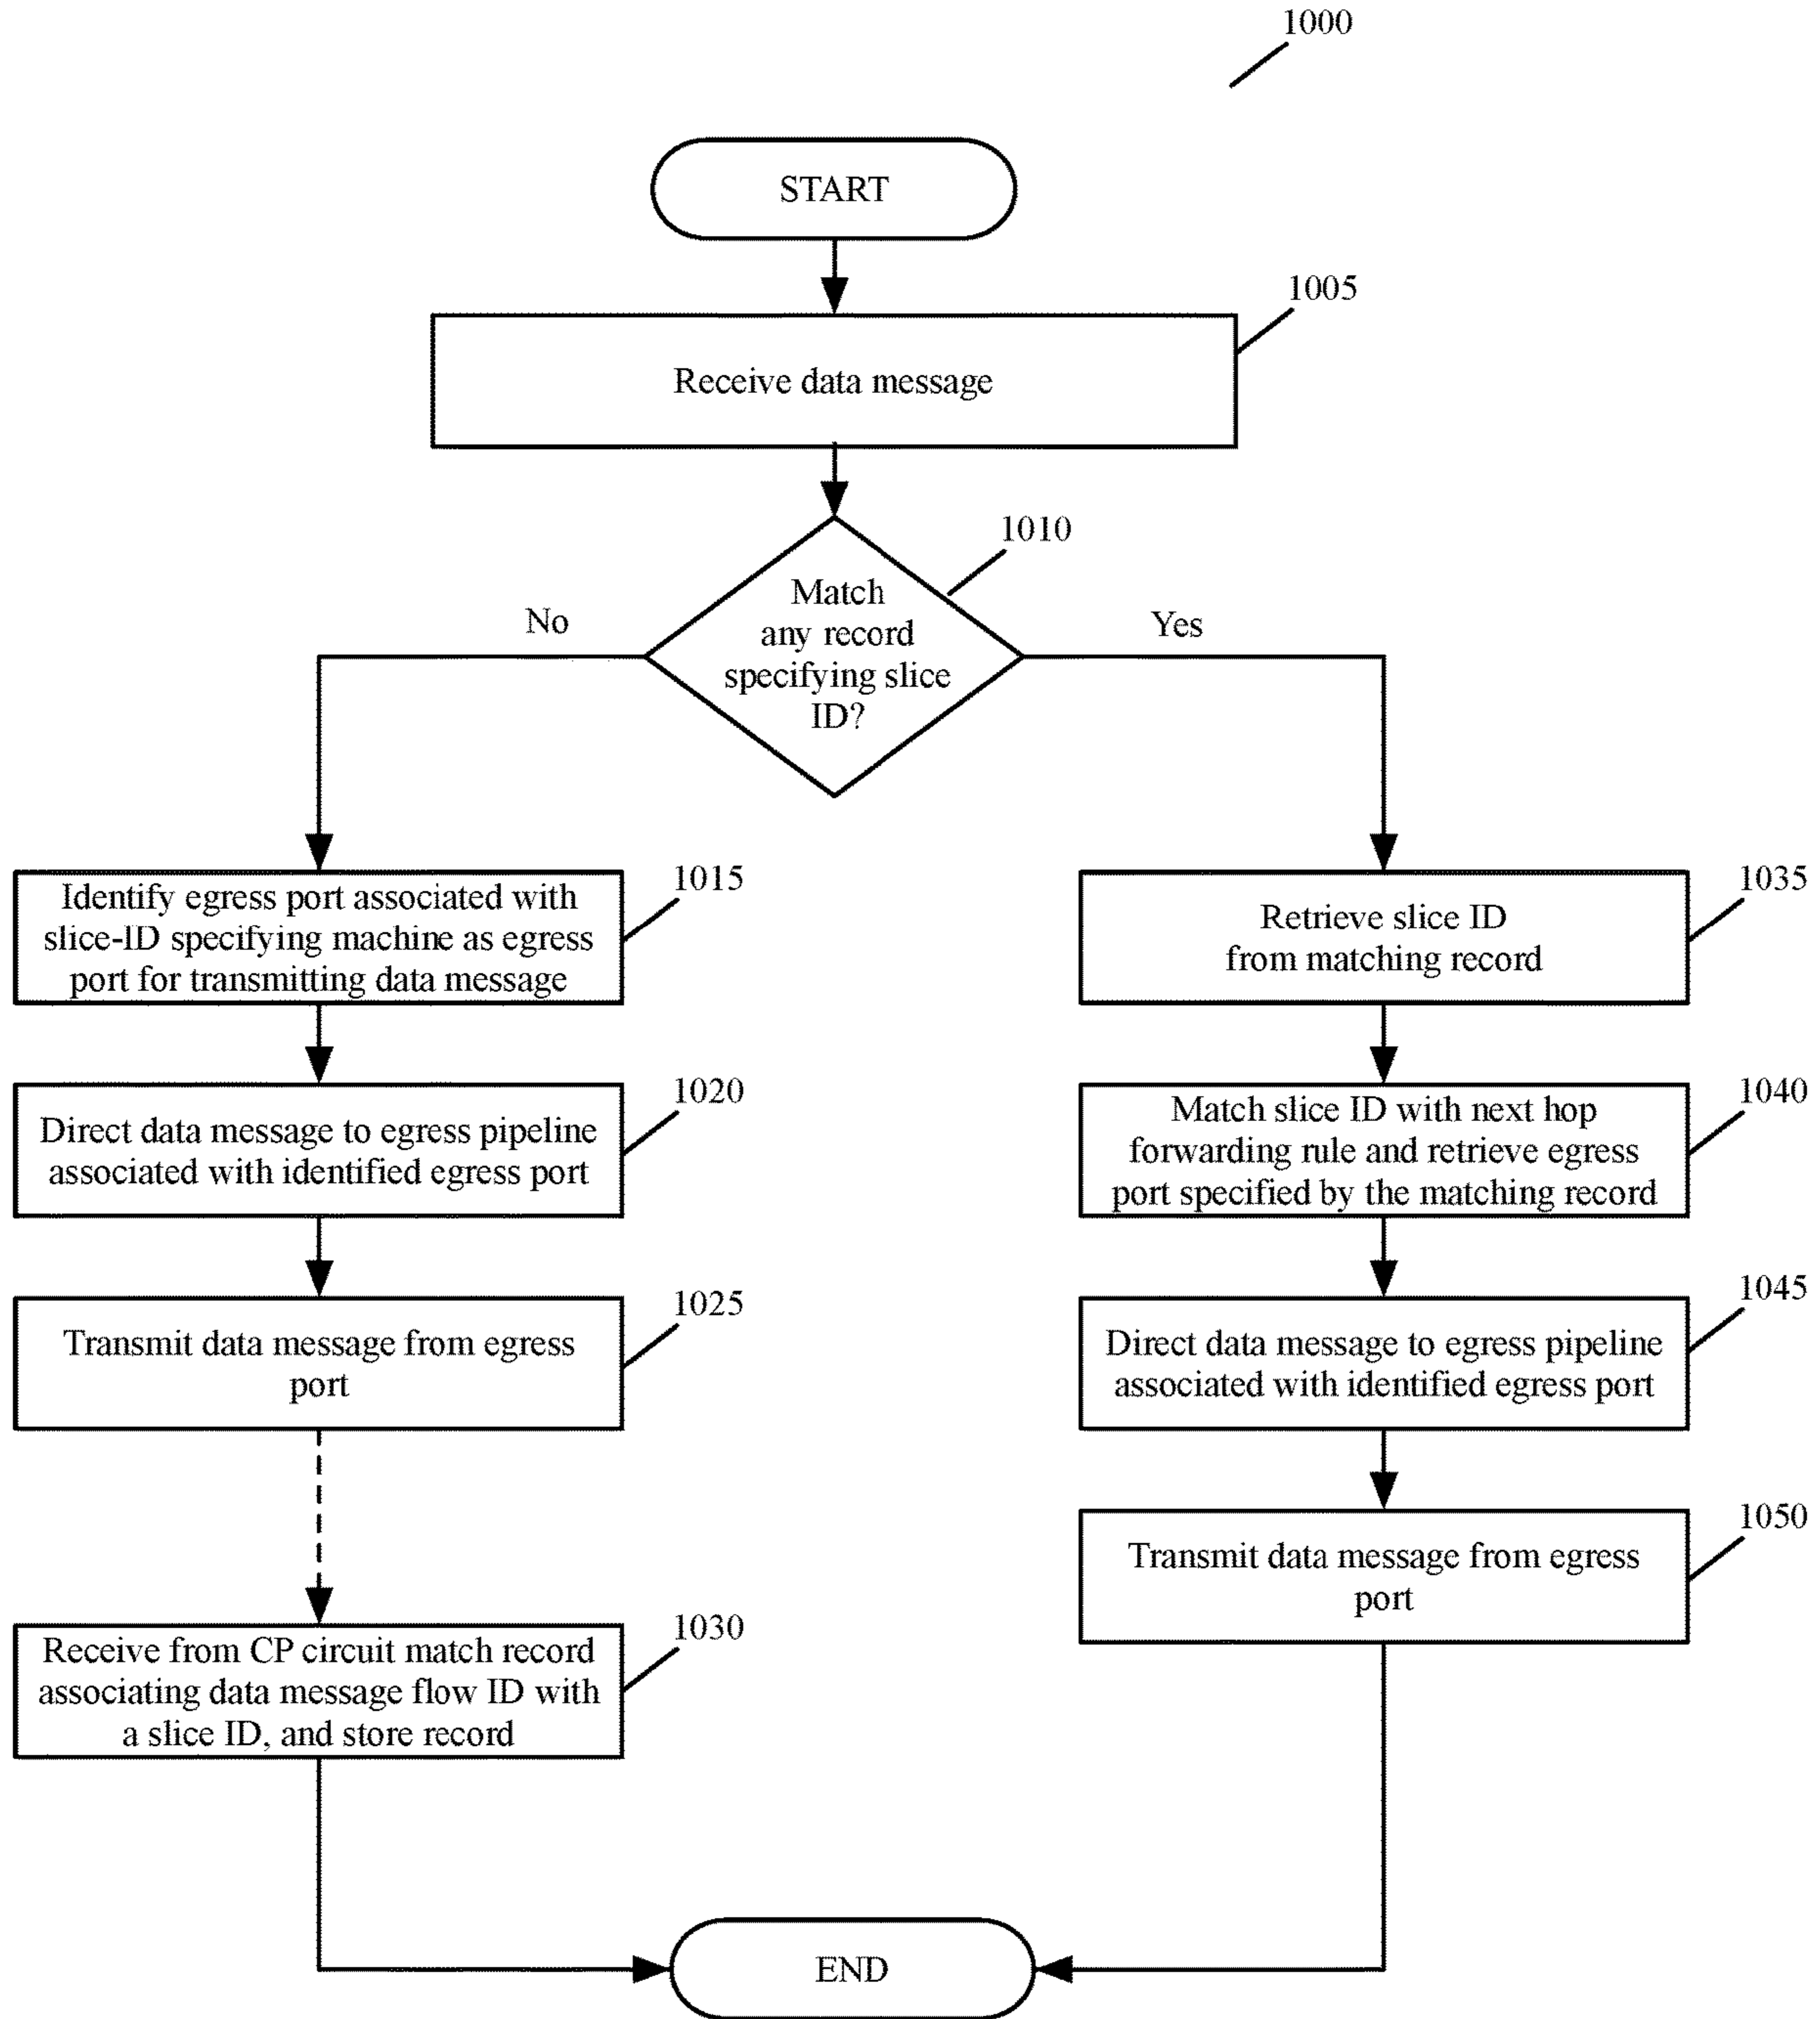 1000
START
1005
Receive data message
1010
Match
any record
specifying slice
ID?
No
Yes
1015
Identify egress port associated with
slice-ID specifying machine as egress
port for transmitting data message
1020
Direct data message to egress pipeline
associated with identified egress port
1025
Transmit data message from egress
port
1030
Receive from CP circuit match record
associating data message flow ID with
a slice ID, and store record
1035
Retrieve slice ID
from matching record
1040
Match slice ID with next hop
forwarding rule and retrieve egress
port specified by the matching record
1045
Direct data message to egress pipeline
associated with identified egress port
1050
Transmit data message from egress
port
END